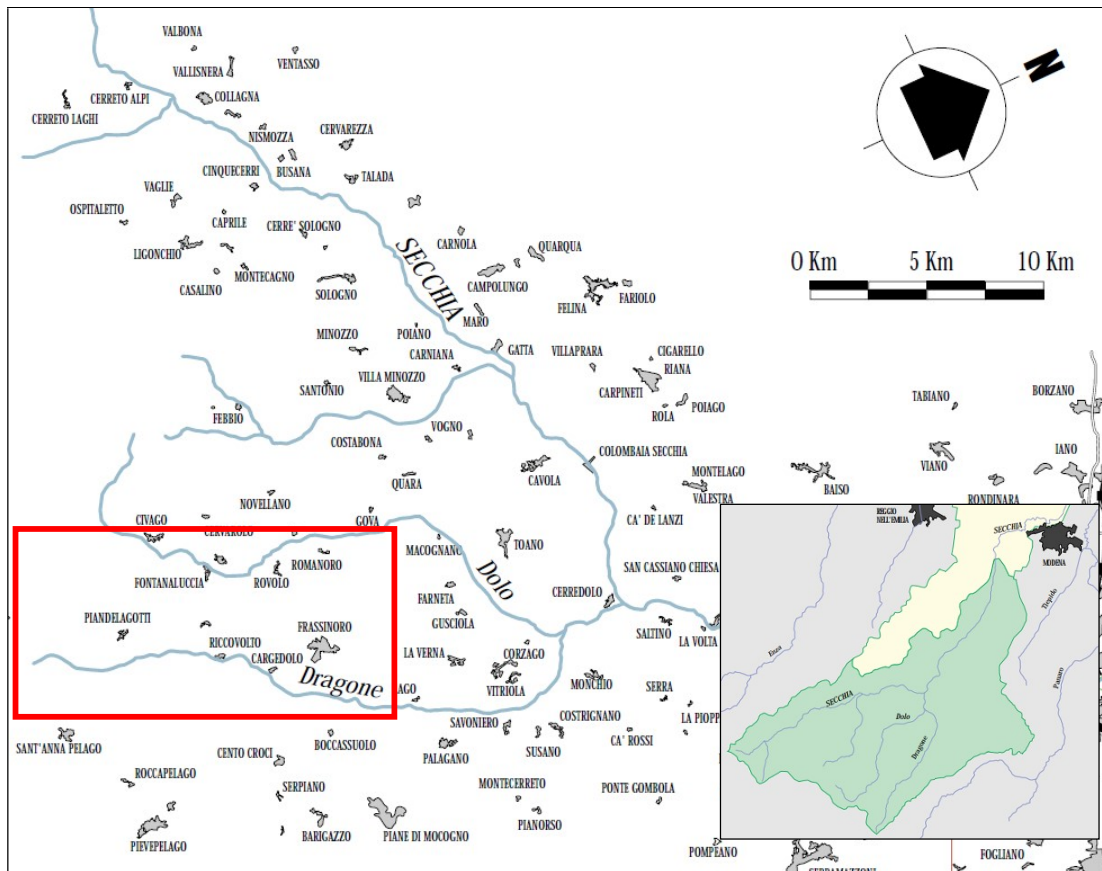 VALBONA
VENTASSO
VALLISNERA
CERRETO ALPI
COLLAGNA
CERRETO LAGHI
N
NISMOZZA
CERVAREZZA
CINQUECERRI
BUSANA
TALADA
VAGLIE
OSPITALETTO
CAPRILE
CERRE' SOLOGNO
CARNOLA
QUARQUA
LIGONCHIO
MONTECAGNO
SECCHIA
0 Km
5 Km
10 Km
CASALINO
SOLOGNO
CAMPOLUNGO
FELINA
FARIOLO
MARO
MINOZZO
POIANO
GATTA
VILLAPRARA
CIGARELLO
CARNIANA
RIANA
SANTONIO
VILLA MINOZZO
CARPINETI
ROLA
POIAGO
TABIANO
BORZANO
FEBBIO
COSTABONA
VOGNO
COLOMBAIA SECCHIA
VIANO
IANO
QUARA
CAVOLA
MONTELAGO
VALESTRA
BAISO
RONDINARA
NOVELLANO
CIVAGO
GOVA
CA' DE LANZI
REGGIO
NELL'EMILIA
SECCHIA
CERVAROLO
MACOGNANO
TOANO
MODENA
ROMANORO
Dolo
FONTANALUCCIA
ROVOLO
SAN CASSIANO CHIESA
FARNETA
CERREDOLO
Tiepido
PIANDELAGOTTI
GUSCIOLA
SALTINO
LA VOLTA
FRASSINORO
RICCOVOLTO
CARGEDOLO
LA VERNA
CORZAGO
Enza
Panaro
Dragone
VITRIOLA
MONCHIO
SERRA
SECCHIA
LAGO
SAVONIERO
COSTRIGNANO
LA PIOPP
Dolo
SANT'ANNA PELAGO
CENTO CROCI
BOCCASSUOLO
PALAGANO
SUSANO
CA' ROSSI
Dragone
ROCCAPELAGO
SERPIANO
MONTECERRETO
PONTE GOMBOLA
PIEVEPELAGO
BARIGAZZO
PIANE DI MOCOGNO
PIANORSO
POMPEANO
FOGLIANO
SERRAMAZZONI